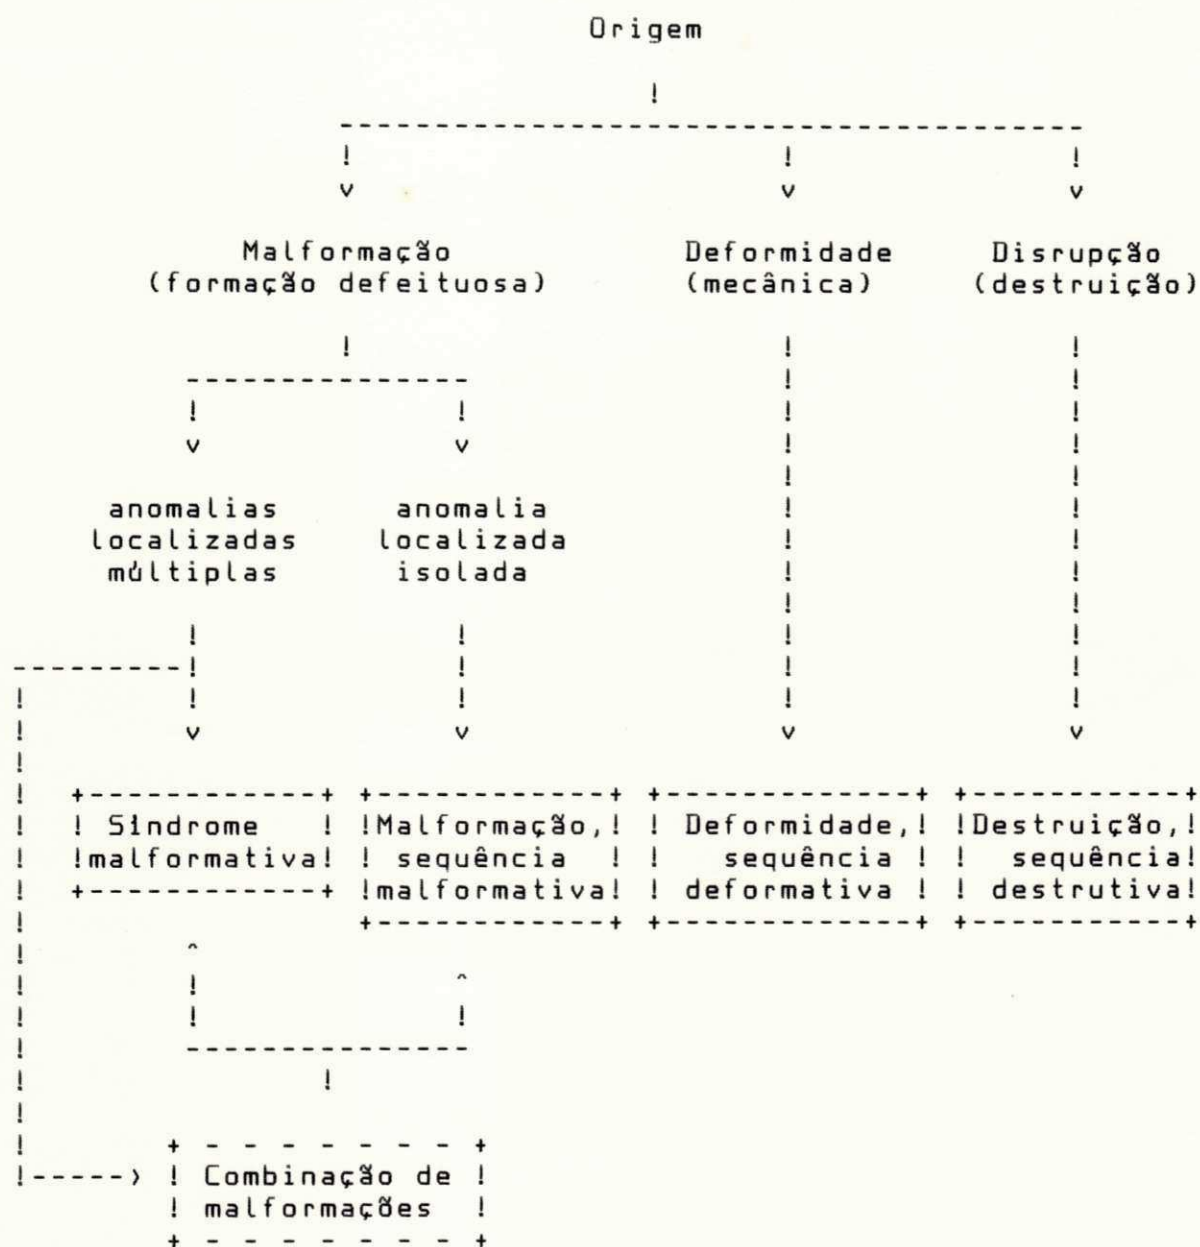 Origem
Malformação Deformidade Disrupção
(formação defeituosa) (mecânica) (destruição)
anomalias anomalia
localizadas localizada
múltiplas isolada
Síndrome !Malformação,! ! Deformidade,! !Destruição,!
!malformativa! ! sequência ! ! sequência ! ! sequência!
!malformativa! ! deformativa ! ! destrutiva!
! Combinação de !
! malformações !